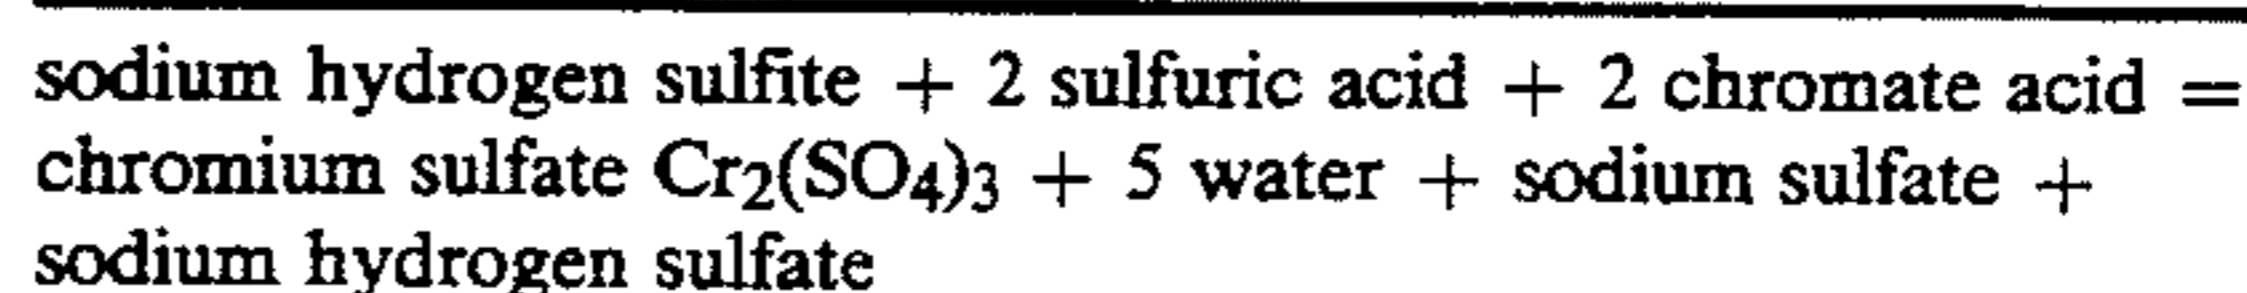 sodium hydrogen sulfite + 2 sulfuric acid + 2 chromate acid =
chromium sulfate Cr2(SO4)3 + 5 water + sodium sulfate +
sodium hydrogen sulfate